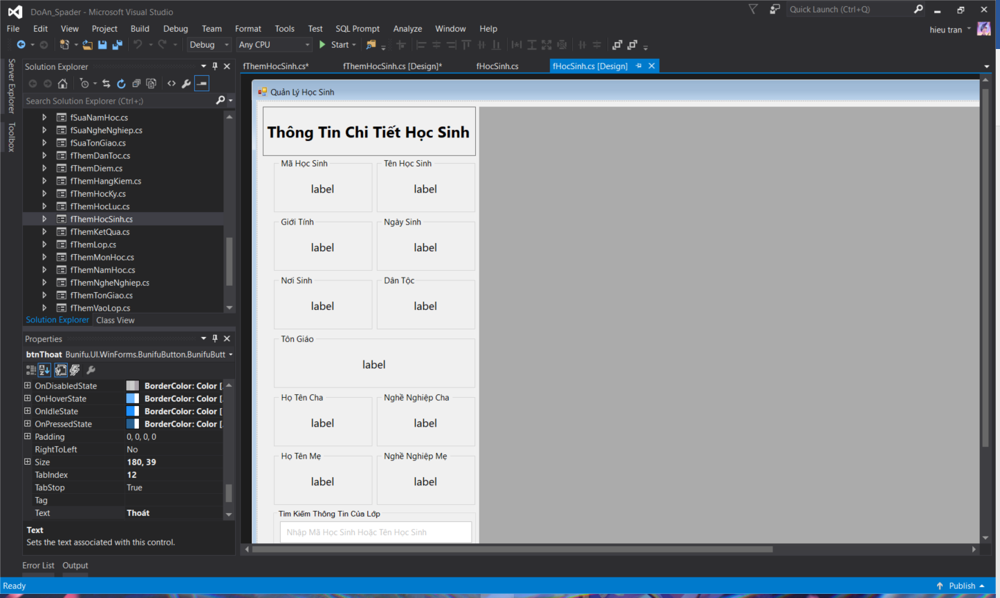 DoAn_Spader - Microsoft Visual Studio
Quick Launch (Ctrl+Q)
File Edit View Project Build Debug Team Format Tools Test SQL Prompt Analyze Window Help
hieu tran
Debug Any CPU Start
Server Explorer
Toolbox
Solution Explorer
Search Solution Explorer (Ctrl+;)
fSuaNamHoc.cs
fSuaNgheNghiep.cs
fSuaTonGiao.cs
fThemDanToc.cs
fThemDiem.cs
fThemHangKiem.cs
fThemHocKy.cs
fThemHocLuc.cs
fThemHocSinh.cs
fThemKetQua.cs
fThemLop.cs
fThemMonHoc.cs
fThemNamHoc.cs
fThemNgheNghiep.cs
fThemTonGiao.cs
fThemVaoLop.cs
Solution Explorer Class View
Properties
btnThoat Bunifu.UI.WinForms.BunifuButton.BunifuButt
OnDisabledState BorderColor: Color [
OnHoverState BorderColor: Color [
OnIdleState BorderColor: Color [
OnPressedState BorderColor: Color [
Padding 0, 0, 0, 0
RightToLeft No
Size 180, 39
TabIndex 12
TabStop True
Tag
Text Thoát
Text
Sets the text associated with this control.
fThemHocSinh.cs* fThemHocSinh.cs [Design]* fHocSinh.cs fHocSinh.cs [Design]
Quản Lý Học Sinh
Thông Tin Chi Tiết Học Sinh
Mã Học Sinh Tên Học Sinh
label label
Giới Tính Ngày Sinh
label label
Nơi Sinh Dân Tộc
label label
Tôn Giáo
label
Họ Tên Cha Nghề Nghiệp Cha
label label
Họ Tên Mẹ Nghề Nghiệp Mẹ
label label
Tìm Kiếm Thông Tin Của Lớp
Nhập Mã Học Sinh Hoặc Tên Học Sinh
Error List Output
Ready
Publish